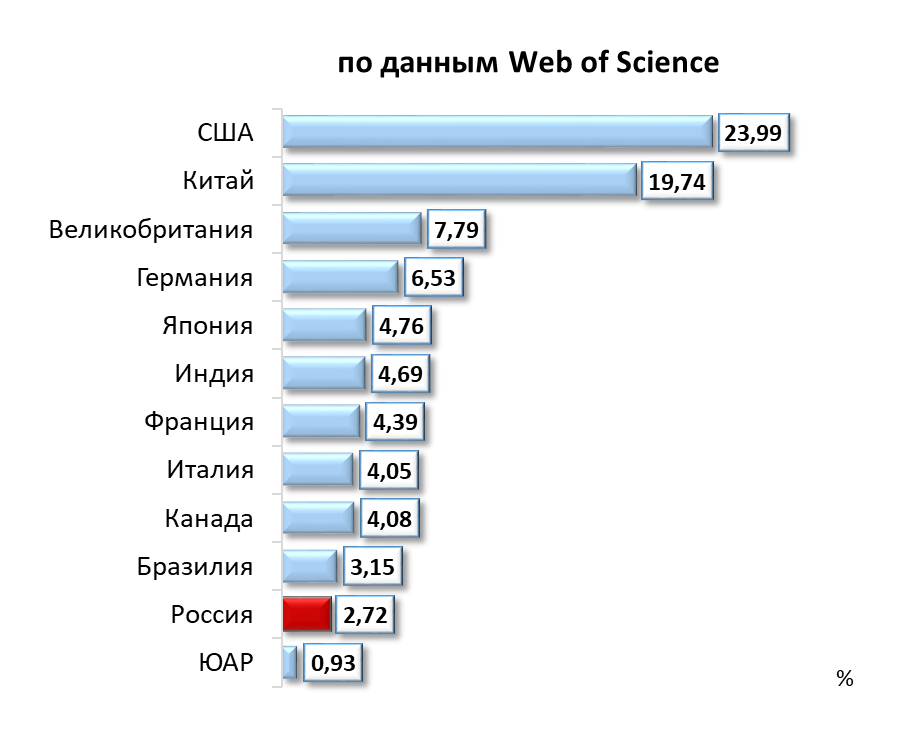 по данным Web of Science
США 23,99
Китай 19,74
Великобритания 7,79
Германия 6,53
Япония 4,76
Индия 4,69
Франция 4,39
Италия 4,05
Канада 4,08
Бразилия 3,15
Россия 2,72
ЮАР 0,93
%